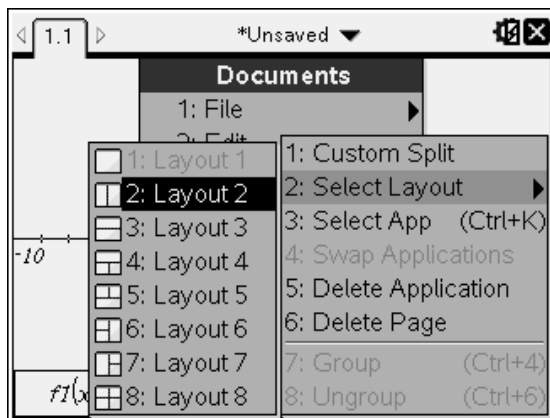 1.1 *Unsaved
Documents
1: File
2: Edit
1: Layout 1
2: Layout 2
3: Layout 3
4: Layout 4
5: Layout 5
6: Layout 6
7: Layout 7
8: Layout 8
1: Custom Split
2: Select Layout
3: Select App (Ctrl+K)
4: Swap Applications
5: Delete Application
6: Delete Page
7: Group (Ctrl+4)
8: Ungroup (Ctrl+6)
-10
f1(x